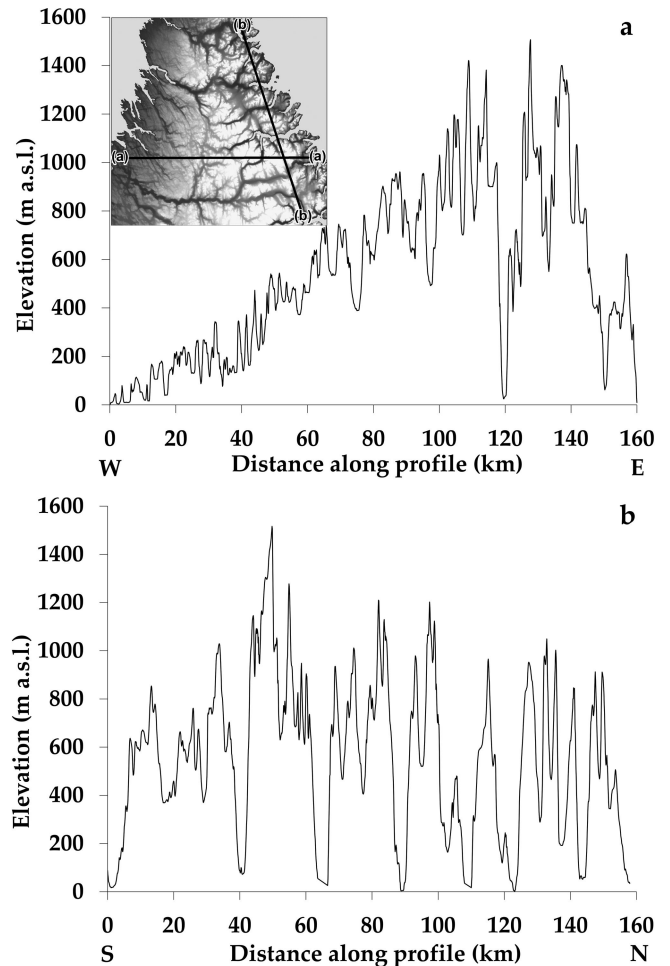 a
1600
1400
1200
1000
800
600
400
200
0
Elevation (m a.s.l.)
(b)
(a) (a)
(b)
0 20 40 60 80 100 120 140 160
W Distance along profile (km) E
b
1600
1400
1200
1000
800
600
400
200
0
Elevation (m a.s.l.)
0 20 40 60 80 100 120 140 160
S Distance along profile (km) N